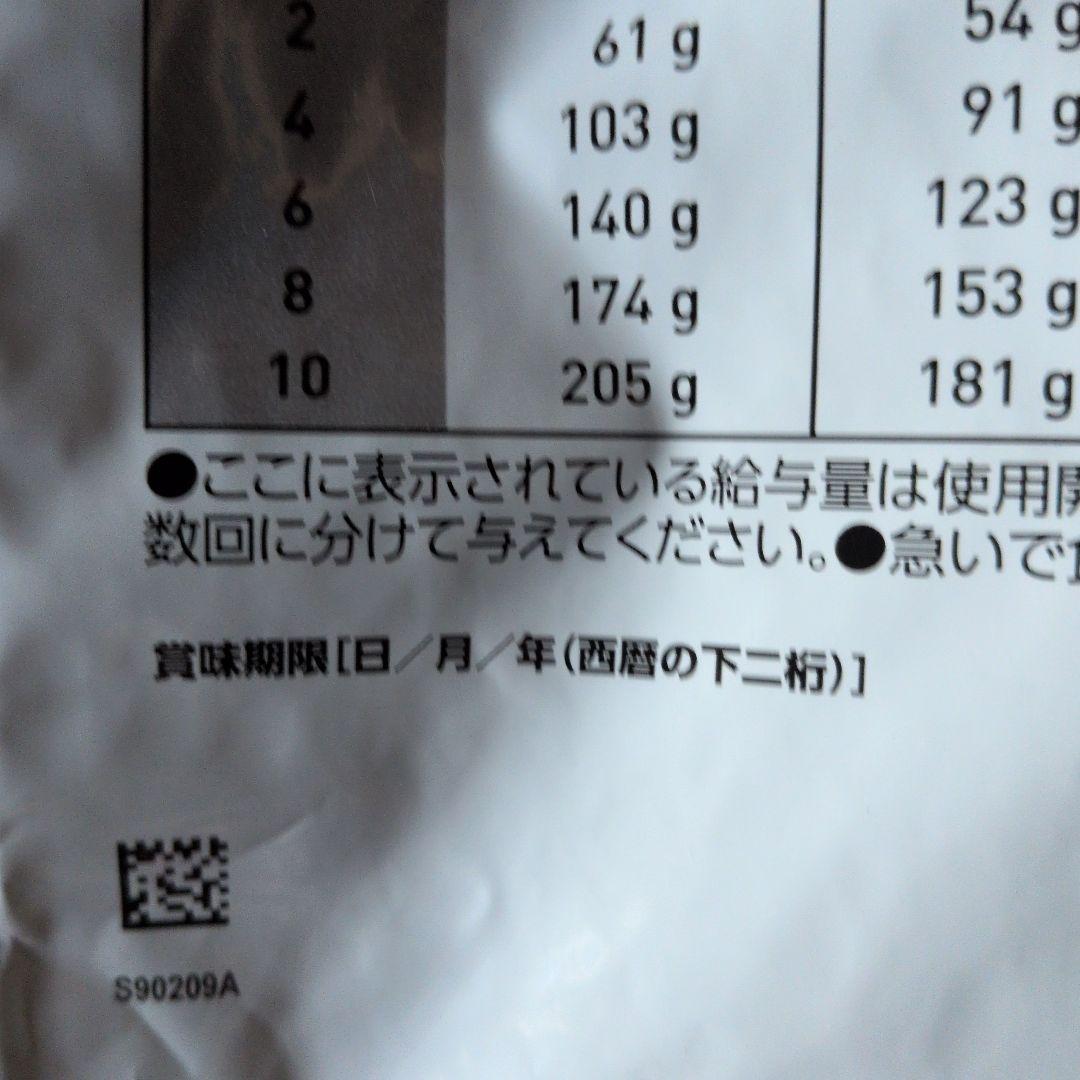 2 61 g 54 g
4 103 g 91 g
6 140 g 123 g
8 174 g 153 g
10 205 g 181 g
●ここに表示されている給与量は使用開
数回に分けて与えてください。●急いで食
賞味期限[日／月／年(西暦の下二桁)]
S90209A